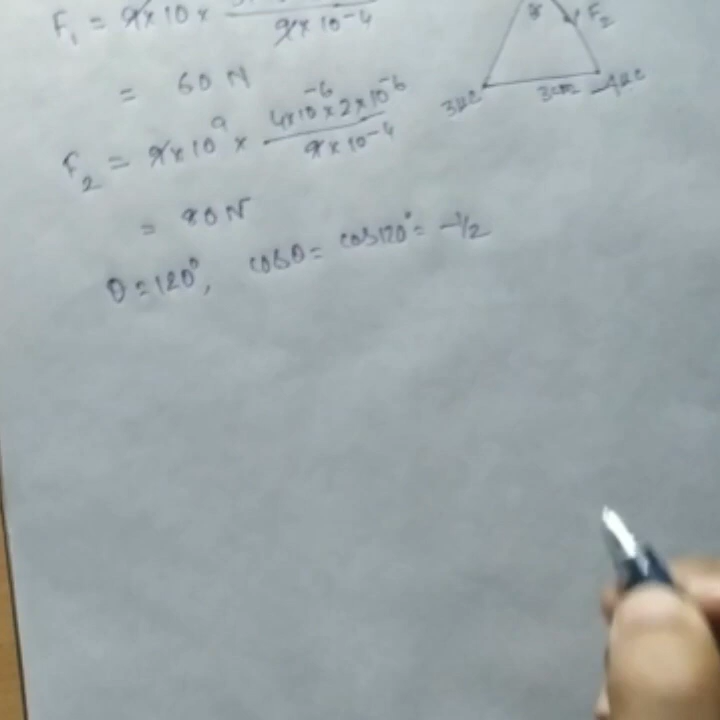 F₁ = 9×10 × ─── / 9×10⁻⁴
= 60 N
F₂ = 9×10⁹ × 4×10⁻⁶×2×10⁻⁶ / 9×10⁻⁴
= 80 N
θ = 120°, cosθ = cos120° = -1/2
F₂
3μC
3cm -4μC